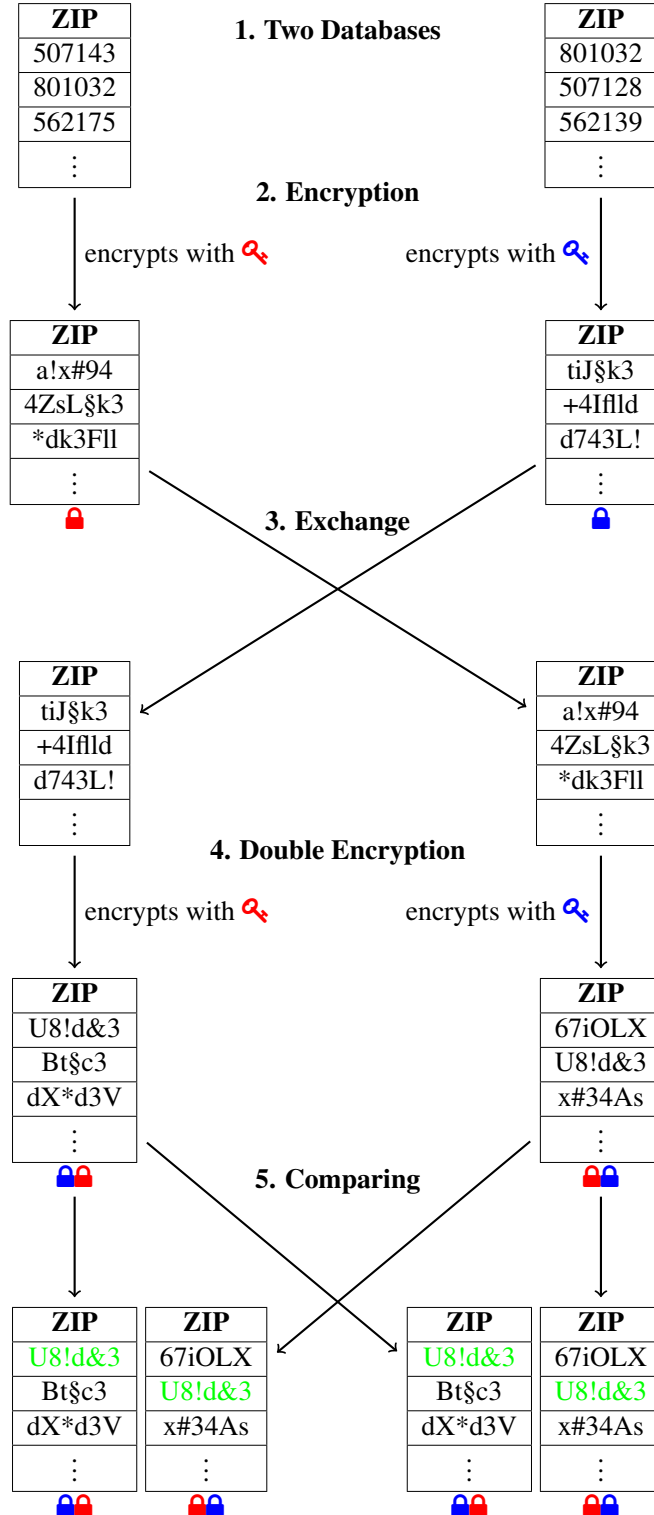 ZIP
507143
801032
562175
⋮
1. Two Databases
ZIP
801032
507128
562139
⋮
2. Encryption
encrypts with
encrypts with
ZIP
a!x#94
4ZsL§k3
*dk3Fll
⋮
ZIP
tiJ§k3
+4Iflld
d743L!
⋮
3. Exchange
ZIP
tiJ§k3
+4Iflld
d743L!
⋮
ZIP
a!x#94
4ZsL§k3
*dk3Fll
⋮
4. Double Encryption
encrypts with
encrypts with
ZIP
U8!d&3
Bt§c3
dX*d3V
⋮
ZIP
67iOLX
U8!d&3
x#34As
⋮
5. Comparing
ZIP
U8!d&3
Bt§c3
dX*d3V
⋮
ZIP
67iOLX
U8!d&3
x#34As
⋮
ZIP
U8!d&3
Bt§c3
dX*d3V
⋮
ZIP
67iOLX
U8!d&3
x#34As
⋮